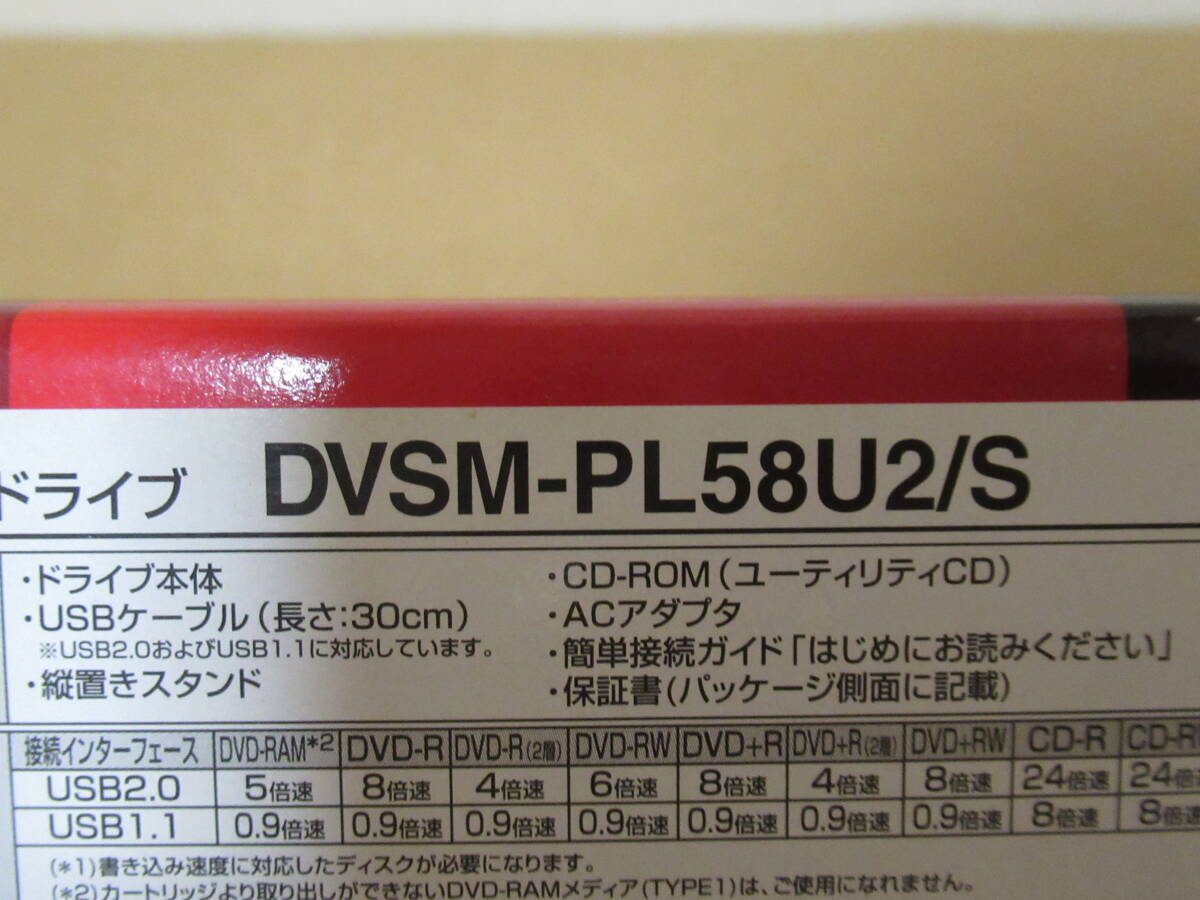 ドライブ DVSM-PL58U2/S
・ドライブ本体
・USBケーブル(長さ:30cm)
※USB2.0およびUSB1.1に対応しています。
・縦置きスタンド
・CD-ROM(ユーティリティCD)
・ACアダプタ
・簡単接続ガイド「はじめにお読みください」
・保証書(パッケージ側面に記載)
接続インターフェース DVD-RAM*2 DVD-R DVD-R(2層) DVD-RW DVD+R DVD+R(2層) DVD+RW CD-R CD-R
USB2.0 5倍速 8倍速 4倍速 6倍速 8倍速 4倍速 8倍速 24倍速 24倍速
USB1.1 0.9倍速 0.9倍速 0.9倍速 0.9倍速 0.9倍速 0.9倍速 0.9倍速 8倍速 8倍速
(*1)書き込み速度に対応したディスクが必要になります。
(*2)カートリッジより取り出しができないDVD-RAMメディア(TYPE1)は、ご使用になれません。